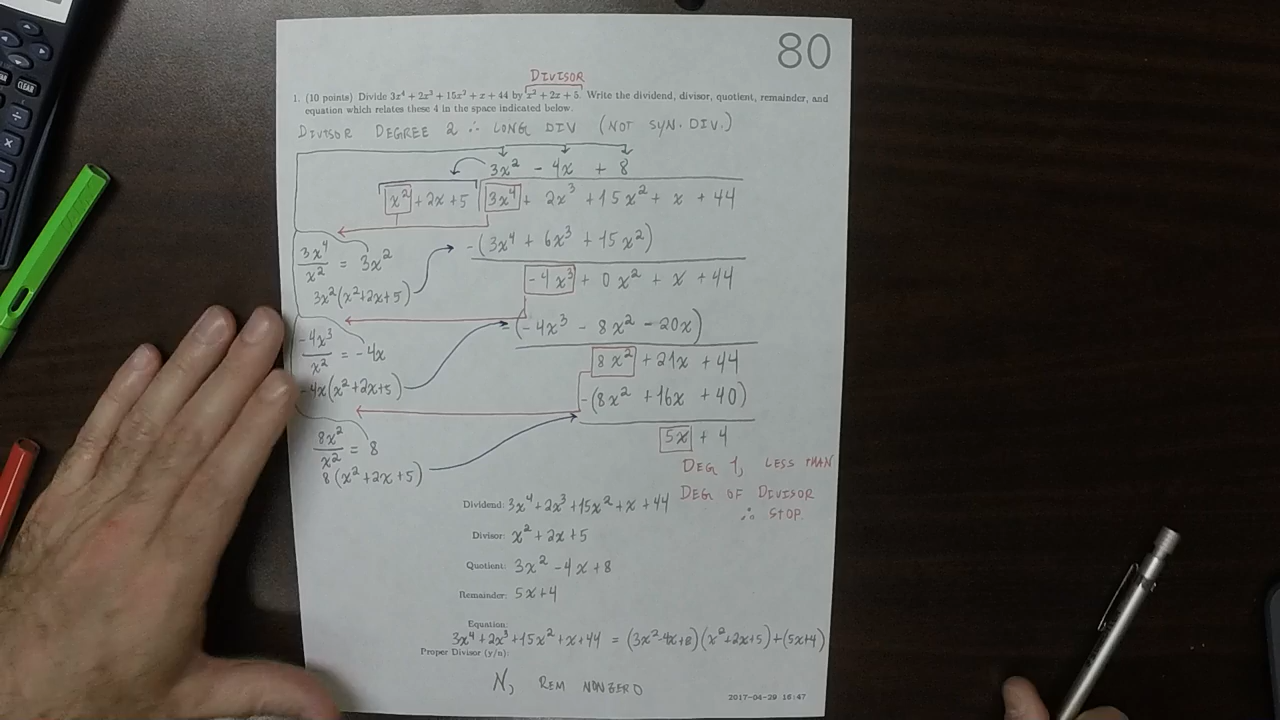 80
DIVISOR
1. (10 points) Divide 3x⁴ + 2x³ + 15x² + x + 44 by x² + 2x + 5. Write the dividend, divisor, quotient, remainder, and
equation which relates these 4 in the space indicated below.
DIVISOR DEGREE 2 ∴ LONG DIV (NOT SYN. DIV.)
3x² - 4x + 8
x² + 2x + 5 3x⁴ + 2x³ + 15x² + x + 44
-(3x⁴ + 6x³ + 15x²)
3x⁴/x² = 3x²
-4x³ + 0x² + x + 44
3x²(x²+2x+5)
-(-4x³ - 8x² - 20x)
-4x³/x² = -4x
8x² + 21x + 44
-4x(x²+2x+5)
-(8x² + 16x + 40)
5x + 4
8x²/x² = 8
8(x²+2x+5)
DEG 1, LESS THAN
DEG OF DIVISOR
∴ STOP.
Dividend: 3x⁴+2x³+15x²+x+44
Divisor: x²+2x+5
Quotient: 3x²-4x+8
Remainder: 5x+4
Equation:
3x⁴+2x³+15x²+x+44 = (3x²-4x+8)(x²+2x+5)+(5x+4)
Proper Divisor (y/n):
N, REM NONZERO
2017-04-29 16:47
CLEAR
÷
×